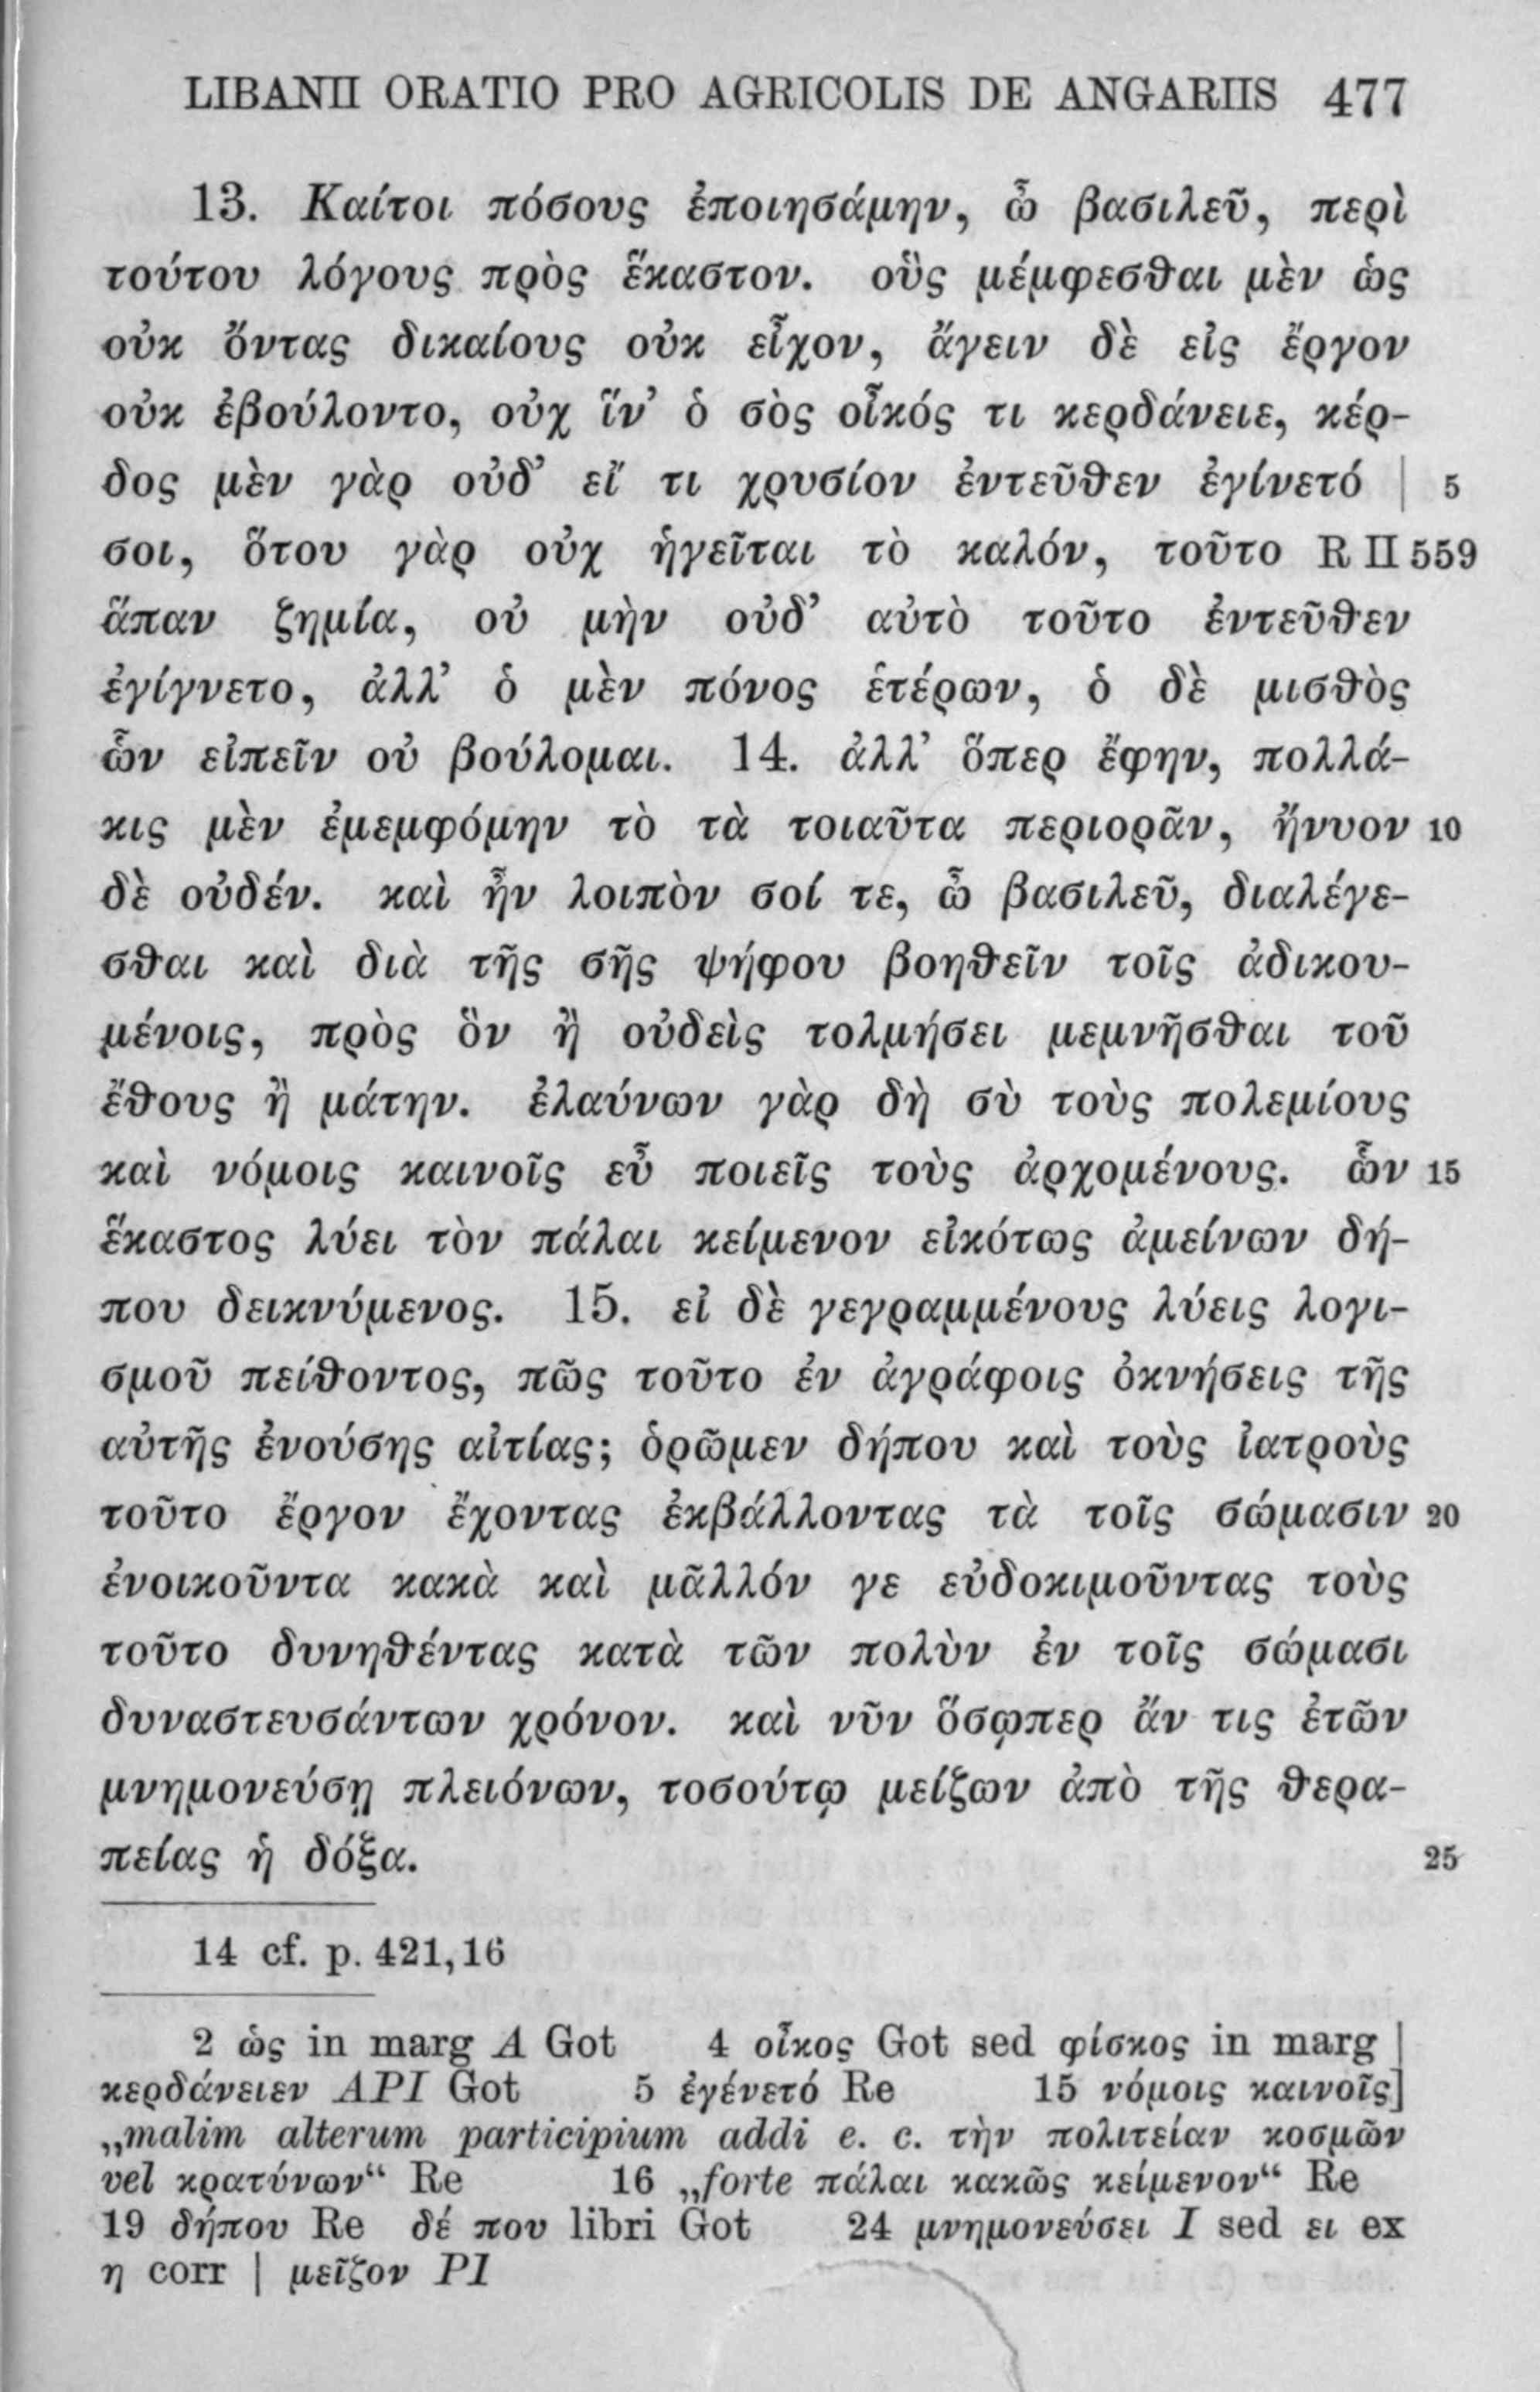 LIBANII ORATIO PRO AGRICOLIS DE ANGARIIS 477
13. Καίτοι πόσους ἐποιησάμην, ὦ βασιλεῦ, περὶ
τούτου λόγους πρὸς ἕκαστον. οὓς μέμφεσθαι μὲν ὡς
οὐκ ὄντας δικαίους οὐκ εἶχον, ἄγειν δὲ εἰς ἔργον
οὐκ ἐβούλοντο, οὐχ ἵν’ ὁ σὸς οἶκός τι κερδάνειε, κέρ-
δος μὲν γὰρ οὐδ’ εἴ τι χρυσίον ἐντεῦθεν ἐγίνετό | 5
σοι, ὅτου γὰρ οὐχ ἡγεῖται τὸ καλόν, τοῦτο R II 559
ἅπαν ζημία, οὐ μὴν οὐδ’ αὐτὸ τοῦτο ἐντεῦθεν
ἐγίγνετο, ἀλλ’ ὁ μὲν πόνος ἑτέρων, ὁ δὲ μισθὸς
ὧν εἰπεῖν οὐ βούλομαι. 14. ἀλλ’ ὅπερ ἔφην, πολλά-
κις μὲν ἐμεμφόμην τὸ τὰ τοιαῦτα περιορᾶν, ἤνυον 10
δὲ οὐδέν. καὶ ἦν λοιπὸν σοί τε, ὦ βασιλεῦ, διαλέγε-
σθαι καὶ διὰ τῆς σῆς ψήφου βοηθεῖν τοῖς ἀδικου-
μένοις, πρὸς ὃν ἢ οὐδεὶς τολμήσει μεμνῆσθαι τοῦ
ἔθους ἢ μάτην. ἐλαύνων γὰρ δὴ σὺ τοὺς πολεμίους
καὶ νόμοις καινοῖς εὖ ποιεῖς τοὺς ἀρχομένους. ὧν 15
ἕκαστος λύει τὸν πάλαι κείμενον εἰκότως ἀμείνων δή-
που δεικνύμενος. 15. εἰ δὲ γεγραμμένους λύεις λογι-
σμοῦ πείθοντος, πῶς τοῦτο ἐν ἀγράφοις ὀκνήσεις τῆς
αὐτῆς ἐνούσης αἰτίας; ὁρῶμεν δήπου καὶ τοὺς ἰατροὺς
τοῦτο ἔργον ἔχοντας ἐκβάλλοντας τὰ τοῖς σώμασιν 20
ἐνοικοῦντα κακὰ καὶ μᾶλλόν γε εὐδοκιμοῦντας τοὺς
τοῦτο δυνηθέντας κατὰ τῶν πολὺν ἐν τοῖς σώμασι
δυναστευσάντων χρόνον. καὶ νῦν ὅσῳπερ ἄν τις ἐτῶν
μνημονεύσῃ πλειόνων, τοσούτῳ μείζων ἀπὸ τῆς θερα-
πείας ἡ δόξα. 25
14 cf. p. 421,16
2 ὡς in marg A Got 4 οἶκος Got sed φίσκος in marg |
κερδάνειεν API Got 5 ἐγένετό Re 15 νόμοις καινοῖς]
„malim alterum participium addi e. c. τὴν πολιτείαν κοσμῶν
vel κρατύνων“ Re 16 „forte πάλαι κακῶς κείμενον“ Re
19 δήπου Re δέ που libri Got 24 μνημονεύσει I sed ει ex
η corr | μεῖζον PI